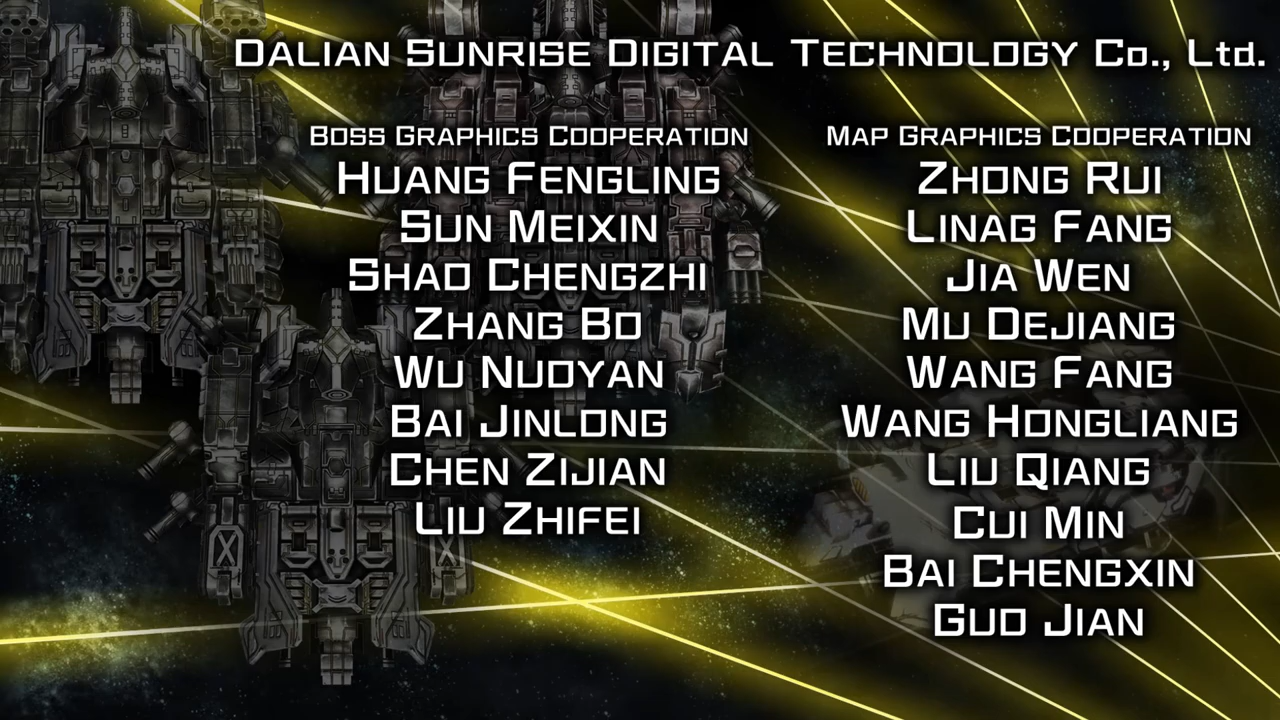 Dalian Sunrise Digital Technology Co., Ltd.
Boss Graphics Cooperation
Huang Fengling
Sun Meixin
Shao Chengzhi
Zhang Bo
Wu Nuoyan
Bai Jinlong
Chen Zijian
Liu Zhifei
Map Graphics Cooperation
Zhong Rui
Linag Fang
Jia Wen
Mu Dejiang
Wang Fang
Wang Hongliang
Liu Qiang
Cui Min
Bai Chengxin
Guo Jian